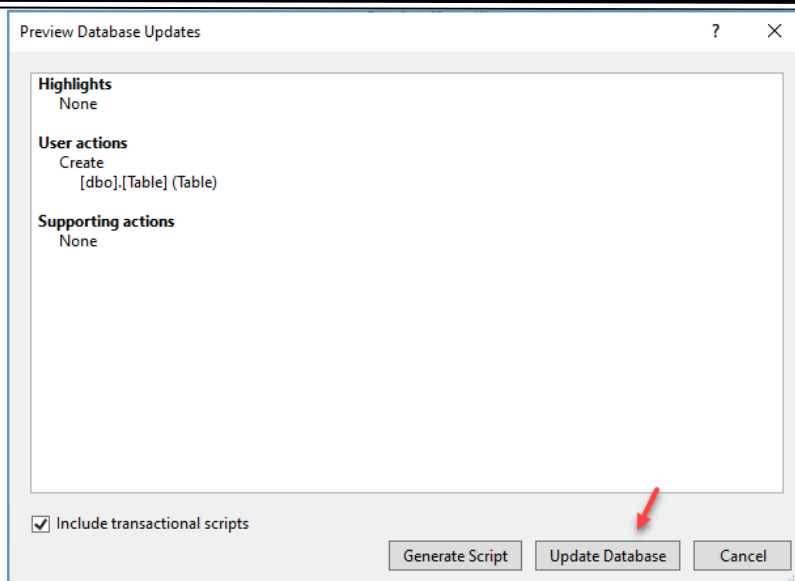 Preview Database Updates
Highlights
None
User actions
Create
[dbo].[Table] (Table)
Supporting actions
None
Include transactional scripts
Generate Script Update Database Cancel